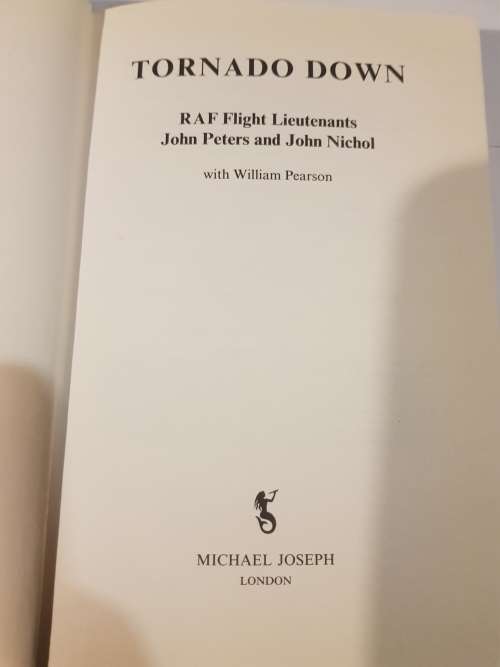 TORNADO DOWN
RAF Flight Lieutenants
John Peters and John Nichol
with William Pearson
MICHAEL JOSEPH
LONDON